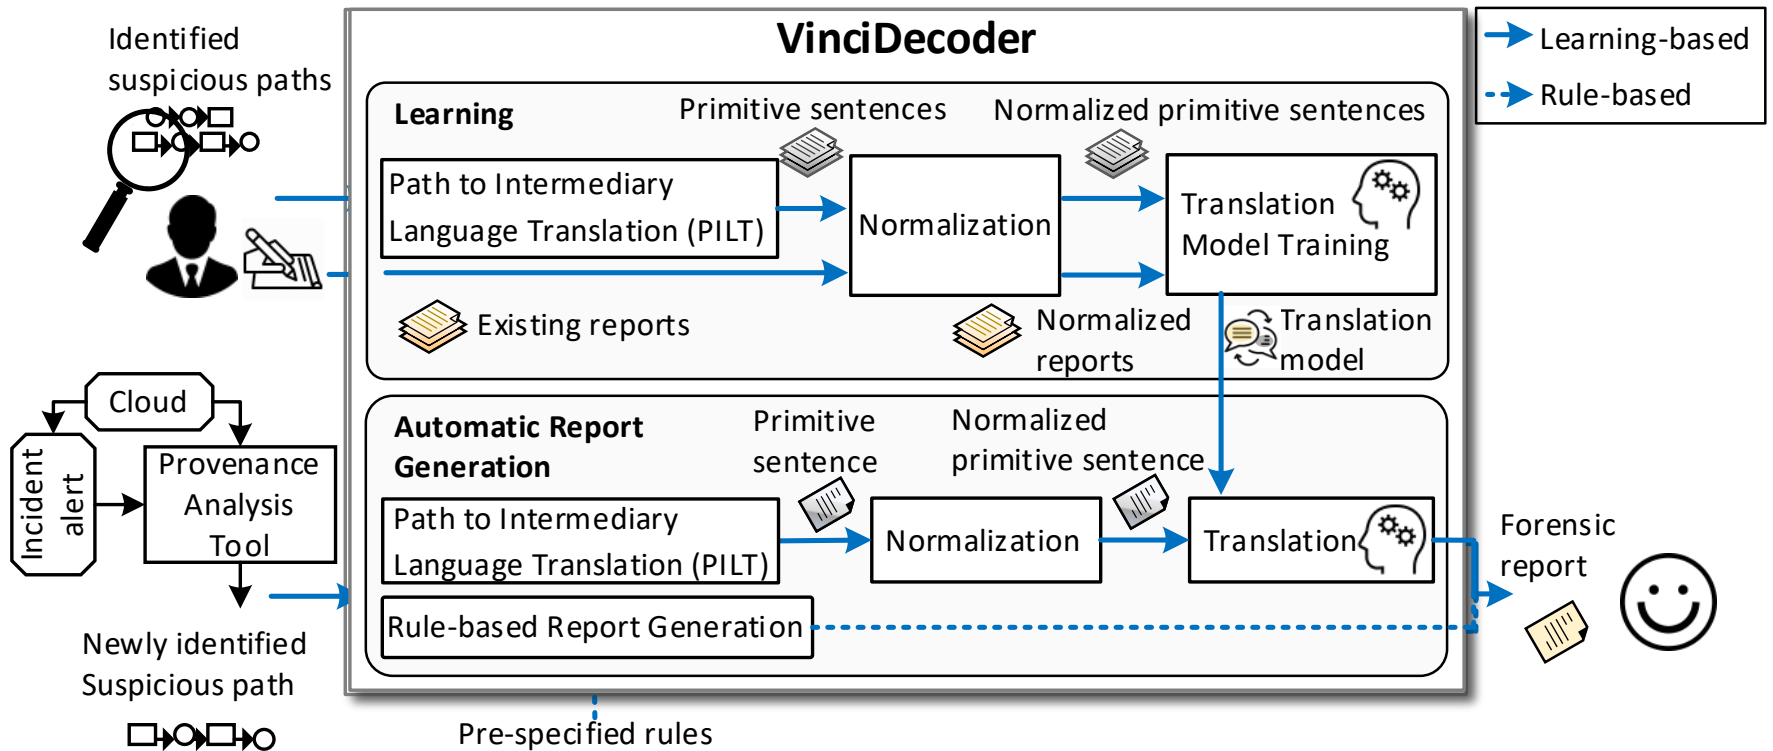 VinciDecoder
Identified
suspicious paths
Learning-based
Rule-based
Learning
Primitive sentences
Normalized primitive sentences
Path to Intermediary
Language Translation (PILT)
Normalization
Translation
Model Training
Existing reports
Normalized
reports
Translation
model
Cloud
Incident
alert
Provenance
Analysis
Tool
Newly identified
Suspicious path
Automatic Report
Generation
Primitive
sentence
Normalized
primitive sentence
Path to Intermediary
Language Translation (PILT)
Normalization
Translation
Rule-based Report Generation
Forensic
report
Pre-specified rules